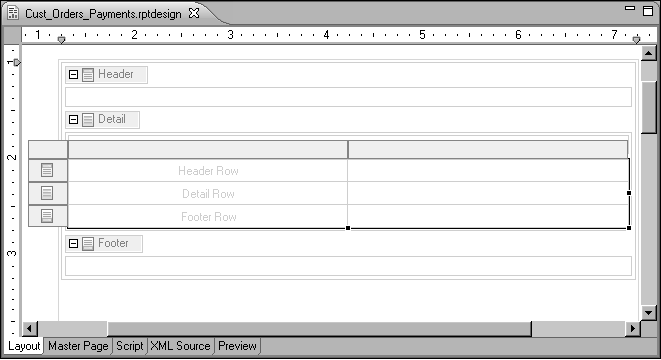 Cust_Orders_Payments.rptdesign
1 1 2 3 4 5 6 7
1
Header
Detail
2
Header Row
Detail Row
Footer Row
Footer
3
Layout Master Page Script XML Source Preview